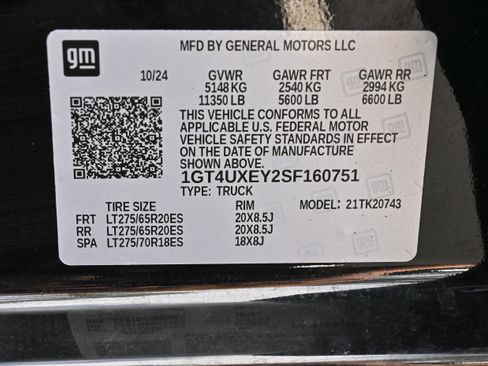 gm
MFD BY GENERAL MOTORS LLC
10/24 GVWR GAWR FRT GAWR RR
5148 KG 2540 KG 2994 KG
11350 LB 5600 LB 6600 LB
THIS VEHICLE CONFORMS TO ALL
APPLICABLE U.S. FEDERAL MOTOR
VEHICLE SAFETY STANDARDS IN EFFECT
ON THE DATE OF MANUFACTURE
SHOWN ABOVE.
1GT4UXEY2SF160751
TYPE: TRUCK
TIRE SIZE RIM MODEL: 21TK20743
FRT LT275/65R20ES 20X8.5J
RR LT275/65R20ES 20X8.5J
SPA LT275/70R18ES 18X8J